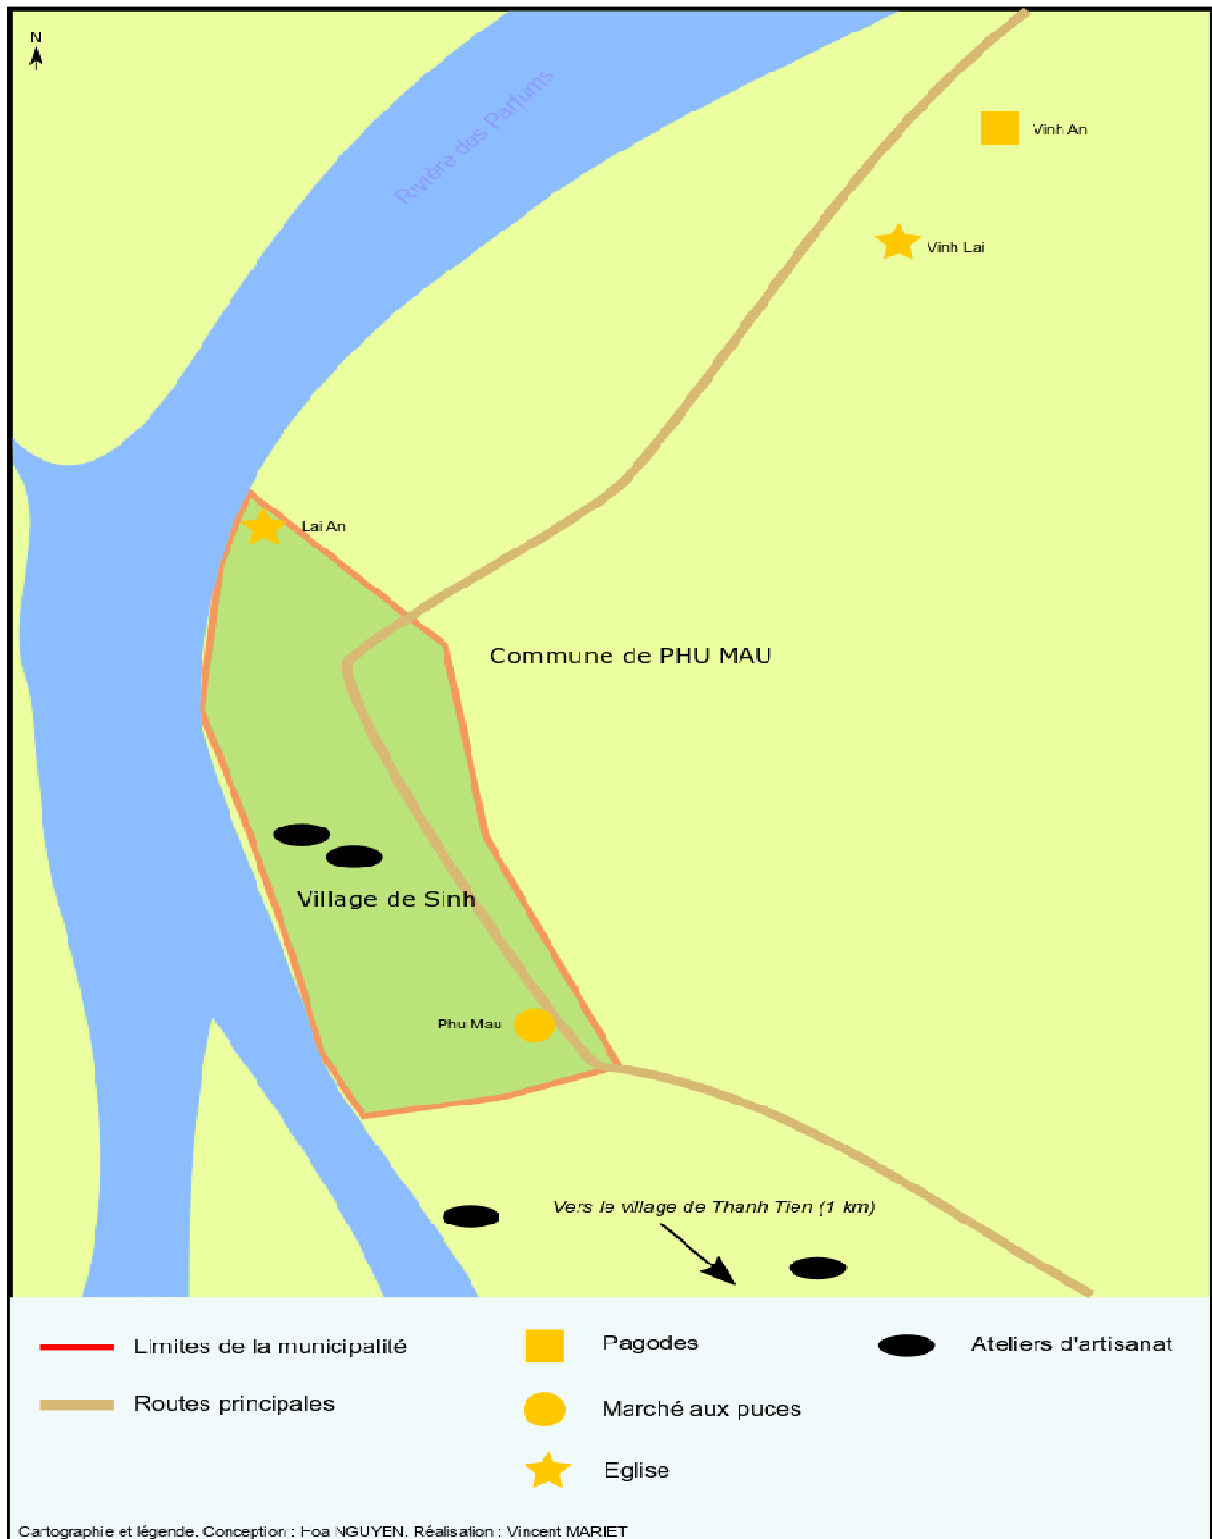 N
Rivière des Parfums
Vinh An
Vinh Lai
Lai An
Commune de PHU MAU
Village de Sinh
Phu Mau
Vers le village de Thanh Tien (1 km)
Limites de la municipalité
Pagodes
Ateliers d'artisanat
Routes principales
Marché aux puces
Eglise
Cartographie et légende. Conception : Hoa NGUYEN. Réalisation : Vincent MARIET